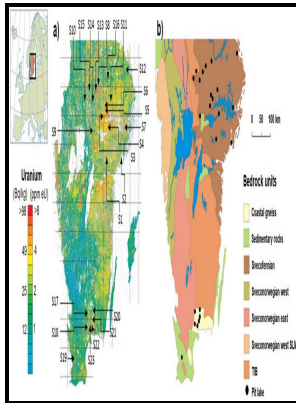 S10
S15
S14
S13
S8
S16
S11
a)
S12
S6
S5
S7
S9
S4
S3
S2
S1
S17
S18
S19
S20
S21
S22
S23
Uranium
(Bq/kg) (ppm eU)
>98 >8
49 4
24 2
12 1
b)
0 50 100 km
Bedrock units
Coastal gneiss
Sedimentary rocks
Svecofennian
Sveconorwegian west
Sveconorwegian east
Sveconorwegian west SLM
TIB
Pit lake